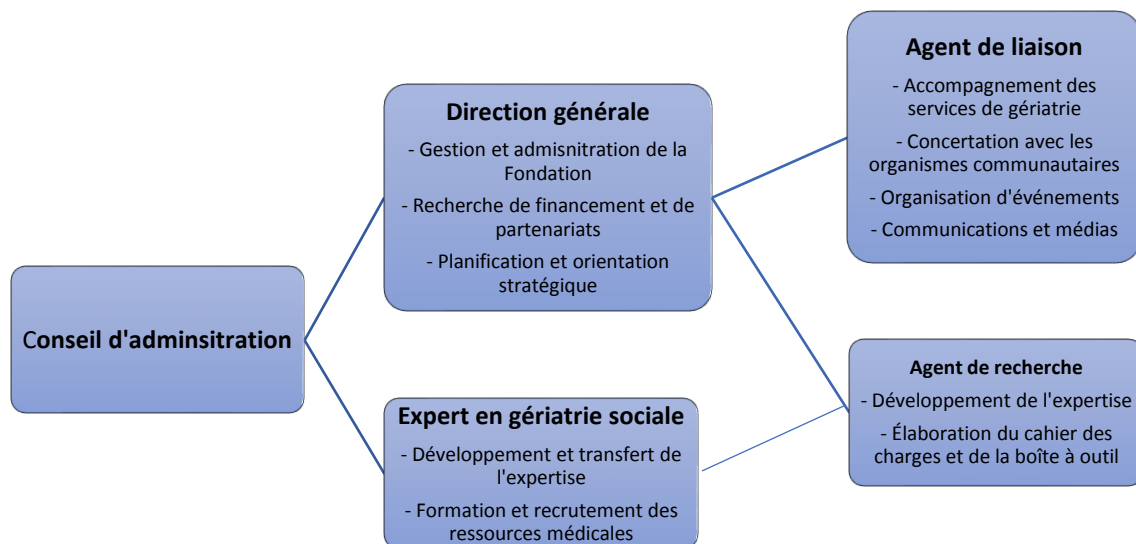 Conseil d'adminsitration
Direction générale
- Gestion et admisnitration de la
Fondation
- Recherche de financement et de
partenariats
- Planification et orientation
stratégique
Expert en gériatrie sociale
- Développement et transfert de
l'expertise
- Formation et recrutement des
ressources médicales
Agent de liaison
- Accompagnement des
services de gériatrie
- Concertation avec les
organismes communautaires
- Organisation d'événements
- Communications et médias
Agent de recherche
- Développement de l'expertise
- Élaboration du cahier des
charges et de la boîte à outil